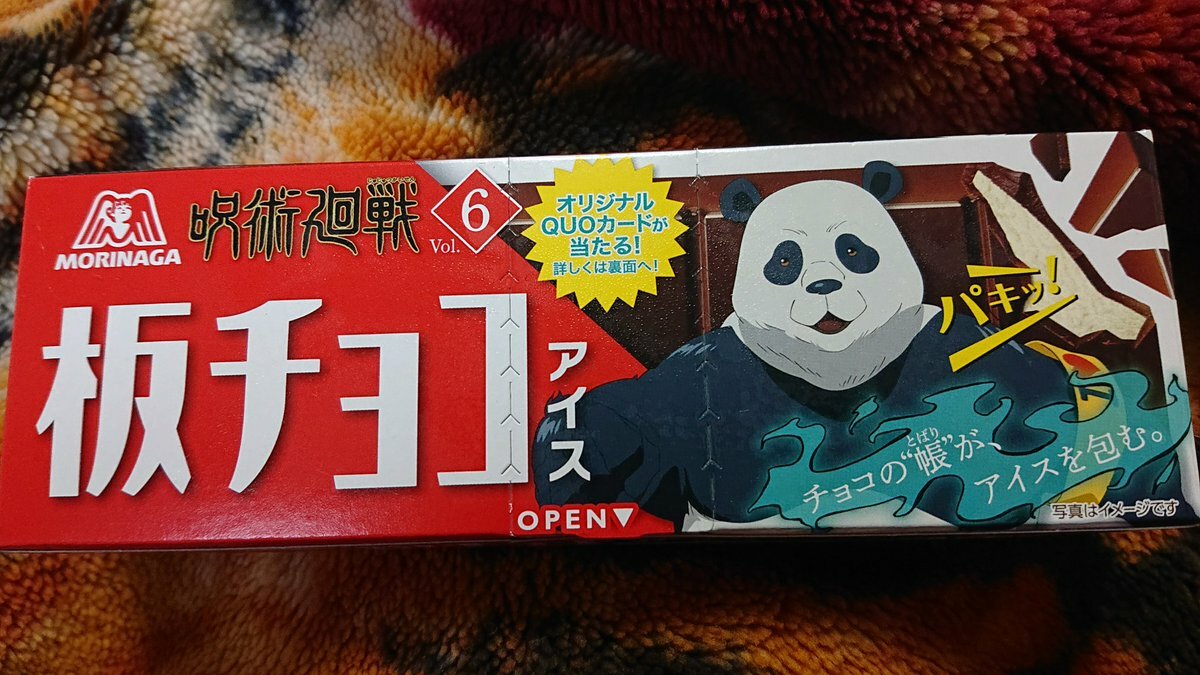 MORINAGA
じゅじゅつかいせん
呪術廻戦
Vol.
6
オリジナル
QUOカードが
当たる!
詳しくは裏面へ!
板チョコ
アイス
パキッ!
とばり
チョコの“帳”が、
アイスを包む。
OPEN▼
写真はイメージです